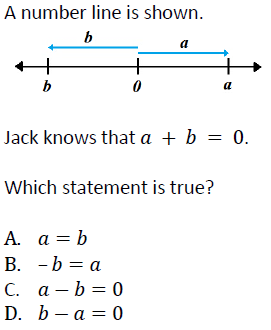 A number line is shown.
b a
b 0 a
Jack knows that a + b = 0.
Which statement is true?
A. a = b
B. -b = a
C. a – b = 0
D. b – a = 0